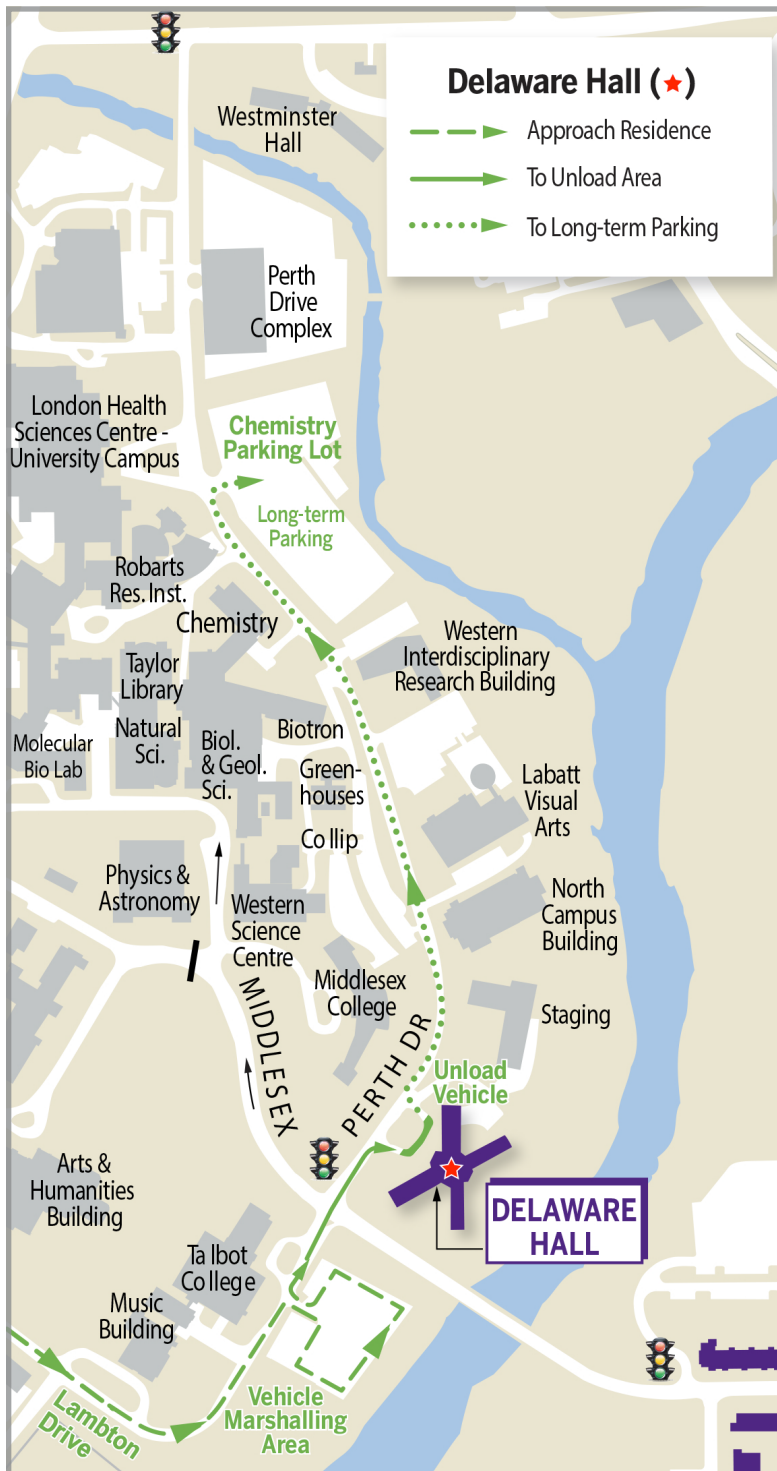 Delaware Hall (★)
Approach Residence
To Unload Area
To Long-term Parking
Westminster
Hall
Perth
Drive
Complex
London Health
Sciences Centre -
University Campus
Chemistry
Parking Lot
Long-term
Parking
Robarts
Res. Inst.
Chemistry
Western
Interdisciplinary
Research Building
Taylor
Library
Natural
Sci.
Molecular
Bio Lab
Biol.
& Geol.
Sci.
Biotron
Green-
houses
Collip
Labatt
Visual
Arts
Physics &
Astronomy
Western
Science
Centre
North
Campus
Building
Middlesex
College
Staging
MIDDLESEX
PERTH DR
Unload
Vehicle
Arts &
Humanities
Building
DELAWARE
HALL
Talbot
College
Music
Building
Vehicle
Marshalling
Area
Lambton
Drive